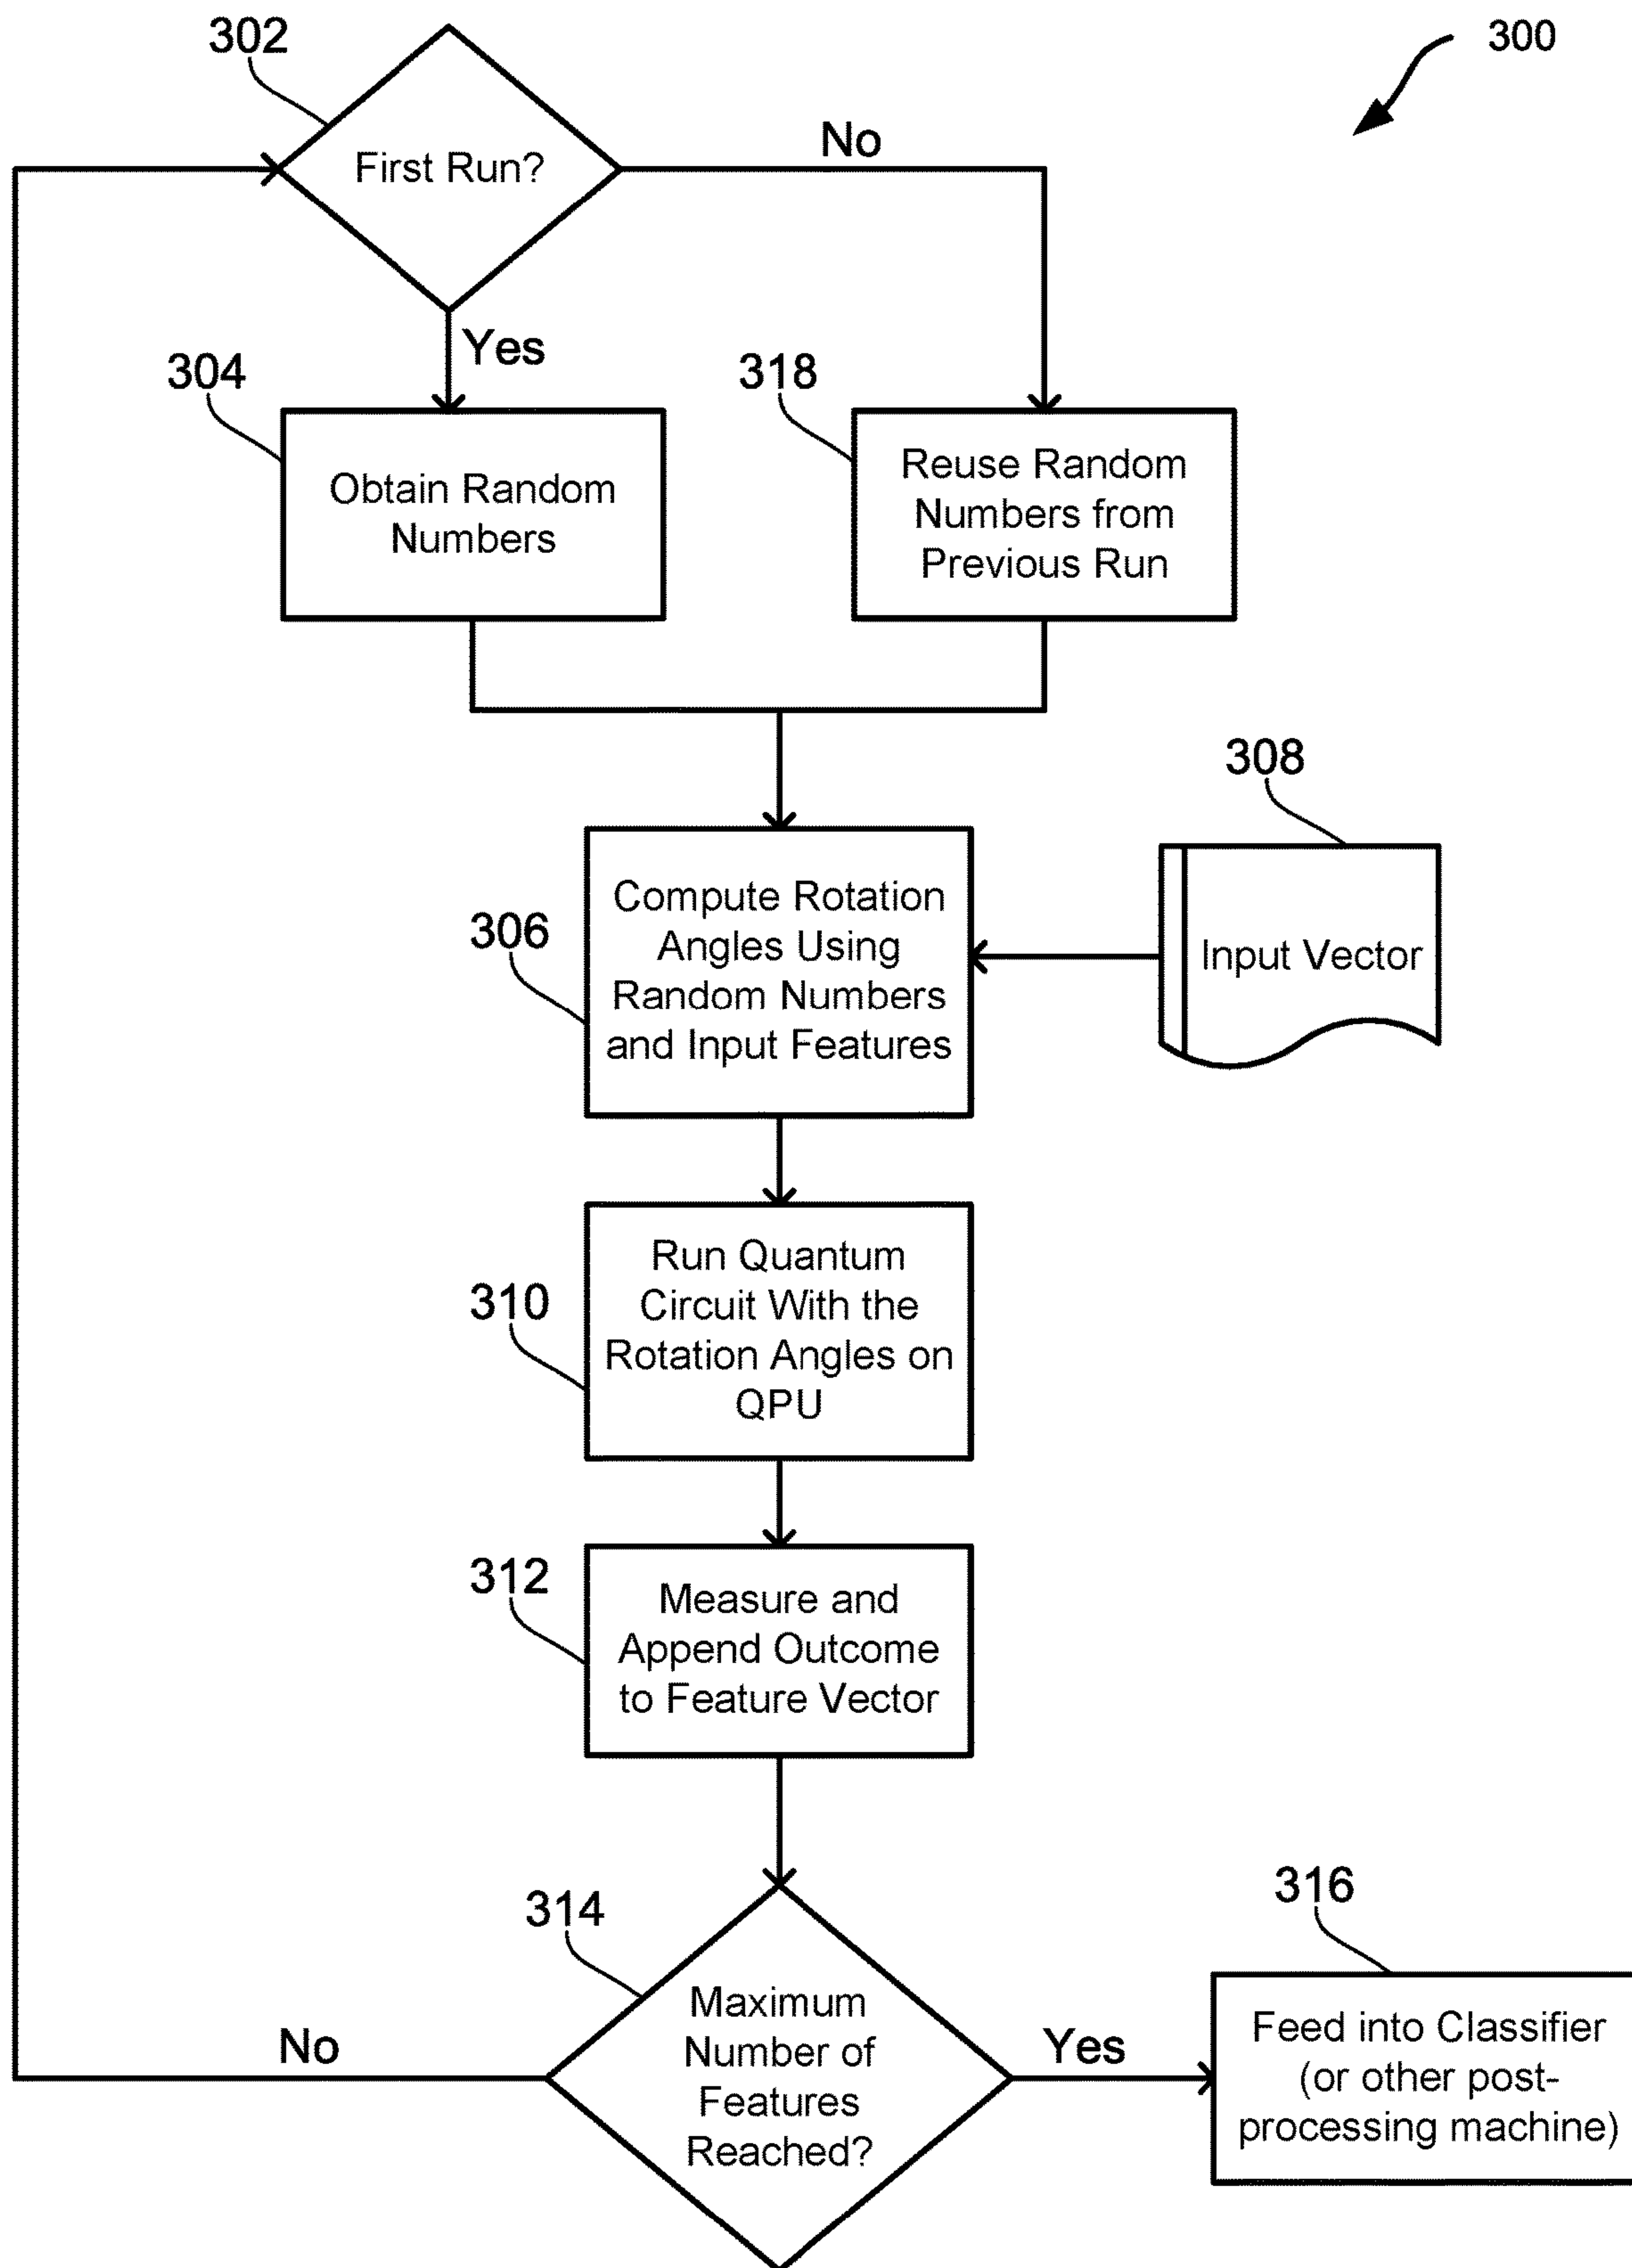 302
300
First Run?
No
Yes
304
318
Obtain Random
Numbers
Reuse Random
Numbers from
Previous Run
308
306
Compute Rotation
Angles Using
Random Numbers
and Input Features
Input Vector
310
Run Quantum
Circuit With the
Rotation Angles on
QPU
312
Measure and
Append Outcome
to Feature Vector
314
316
Maximum
Number of
Features
Reached?
No
Yes
Feed into Classifier
(or other post-
processing machine)